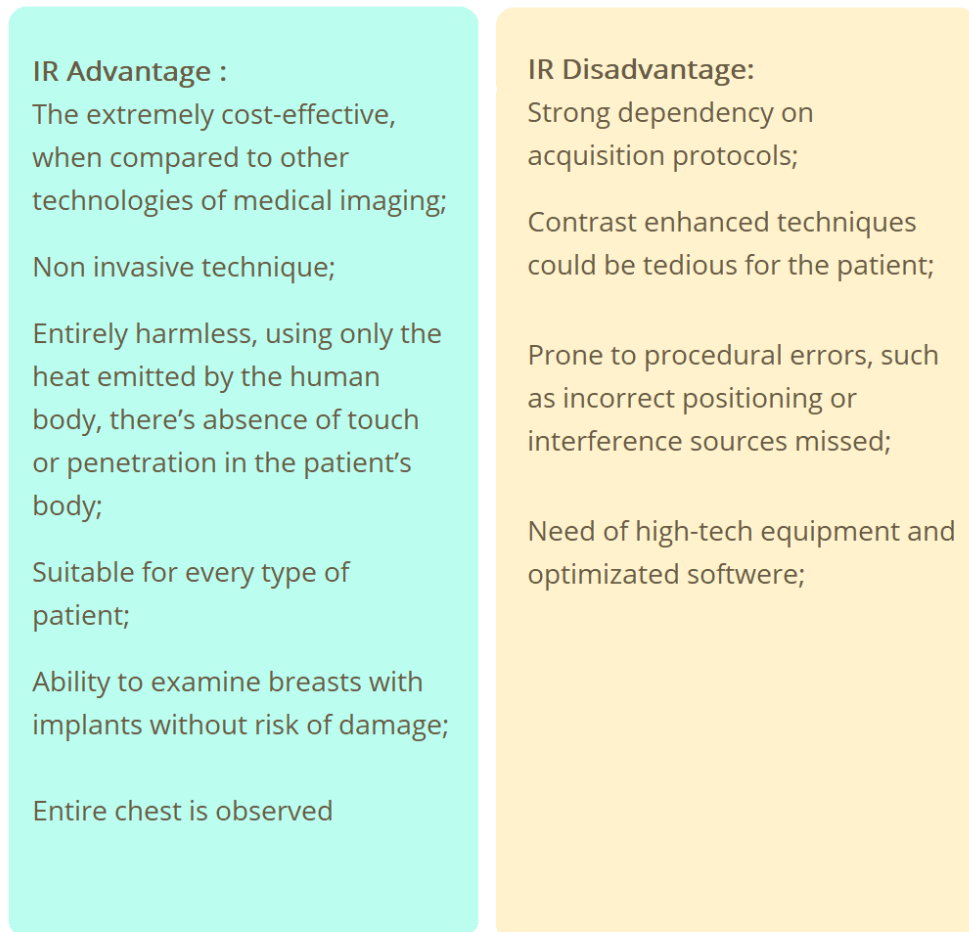 IR Advantage :
The extremely cost-effective,
when compared to other
technologies of medical imaging;
Non invasive technique;
Entirely harmless, using only the
heat emitted by the human
body, there’s absence of touch
or penetration in the patient’s
body;
Suitable for every type of
patient;
Ability to examine breasts with
implants without risk of damage;
Entire chest is observed
IR Disadvantage:
Strong dependency on
acquisition protocols;
Contrast enhanced techniques
could be tedious for the patient;
Prone to procedural errors, such
as incorrect positioning or
interference sources missed;
Need of high-tech equipment and
optimizated softwere;